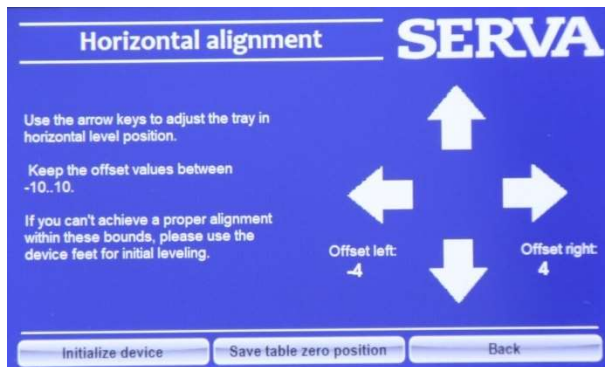 Horizontal alignment
SERVA
Use the arrow keys to adjust the tray in
horizontal level position.
Keep the offset values between
-10..10.
If you can't achieve a proper alignment
within these bounds, please use the
device feet for initial leveling.
Offset left:
-4
Offset right:
4
Initialize device
Save table zero position
Back